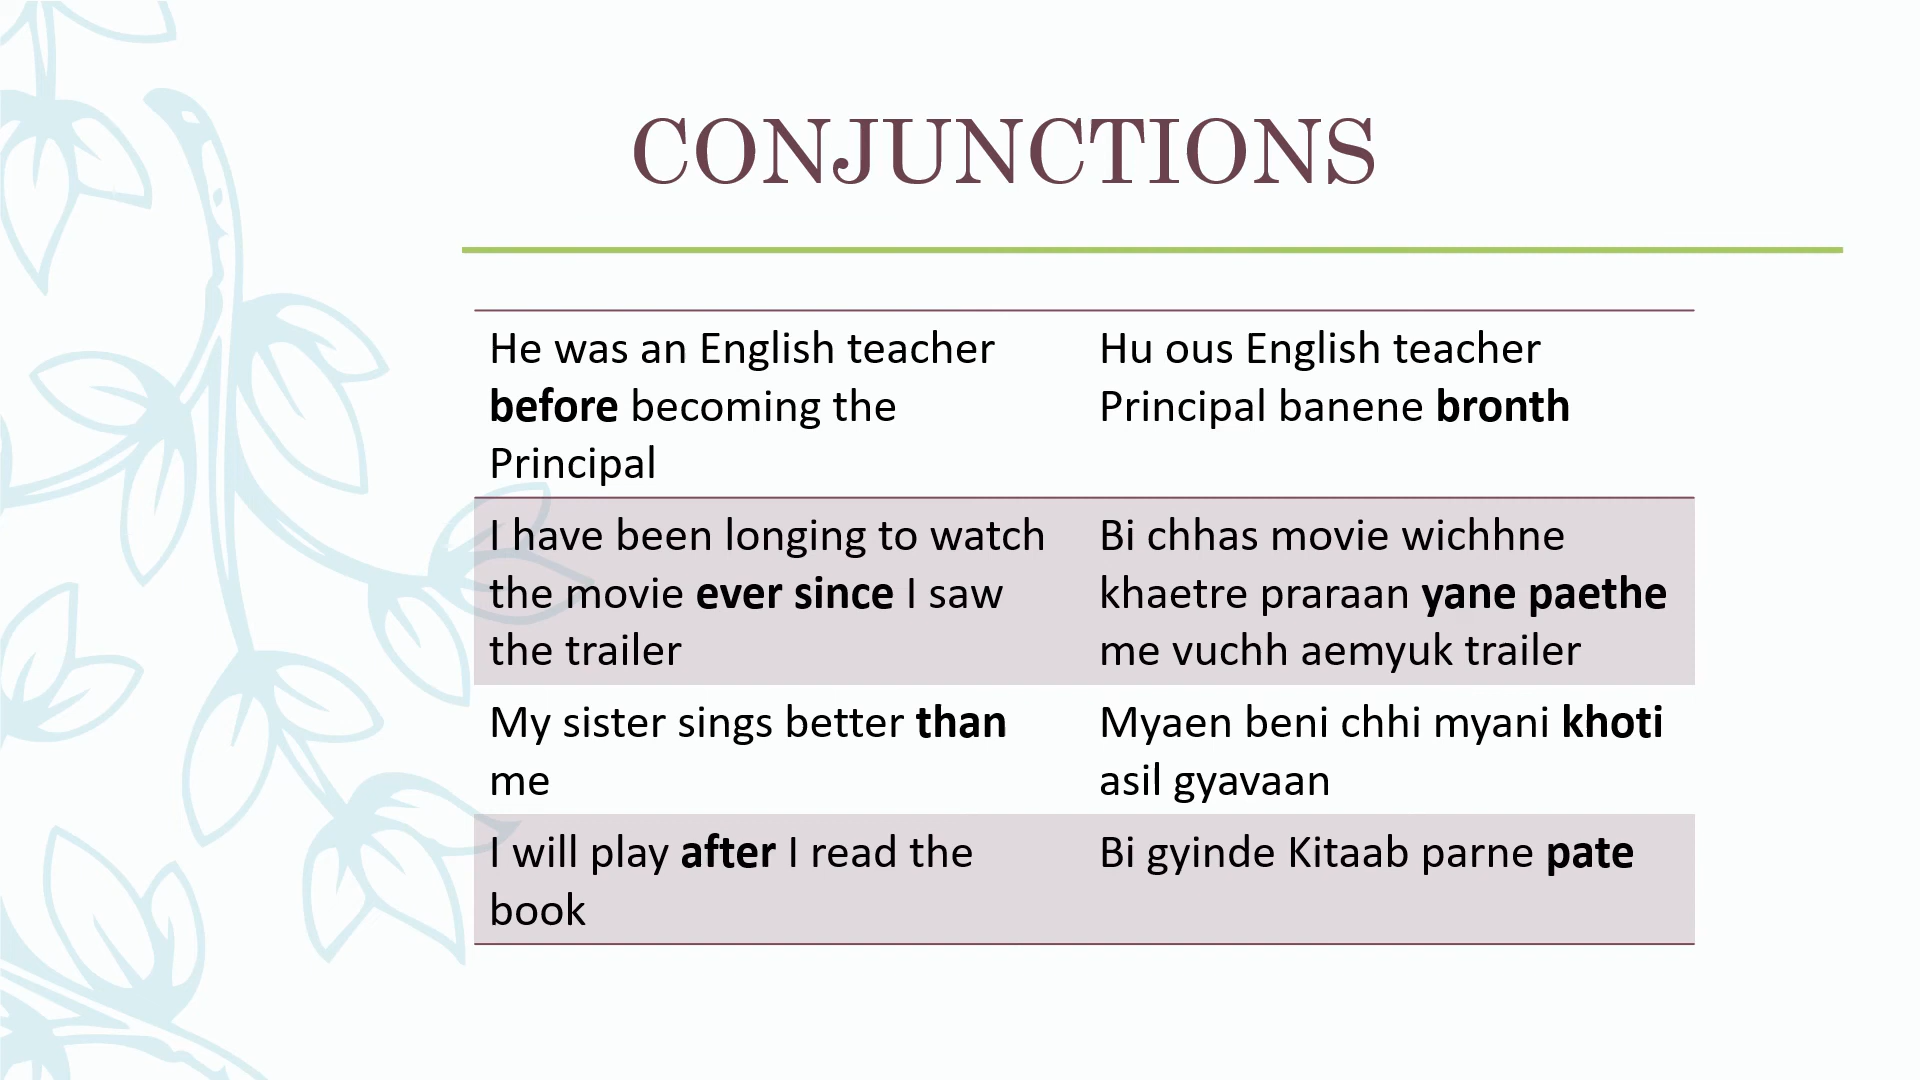 CONJUNCTIONS
He was an English teacher
before becoming the
Principal
Hu ous English teacher
Principal banene bronth
I have been longing to watch
the movie ever since I saw
the trailer
Bi chhas movie wichhne
khaetre praraan yane paethe
me vuchh aemyuk trailer
My sister sings better than
me
Myaen beni chhi myani khoti
asil gyavaan
I will play after I read the
book
Bi gyinde Kitaab parne pate